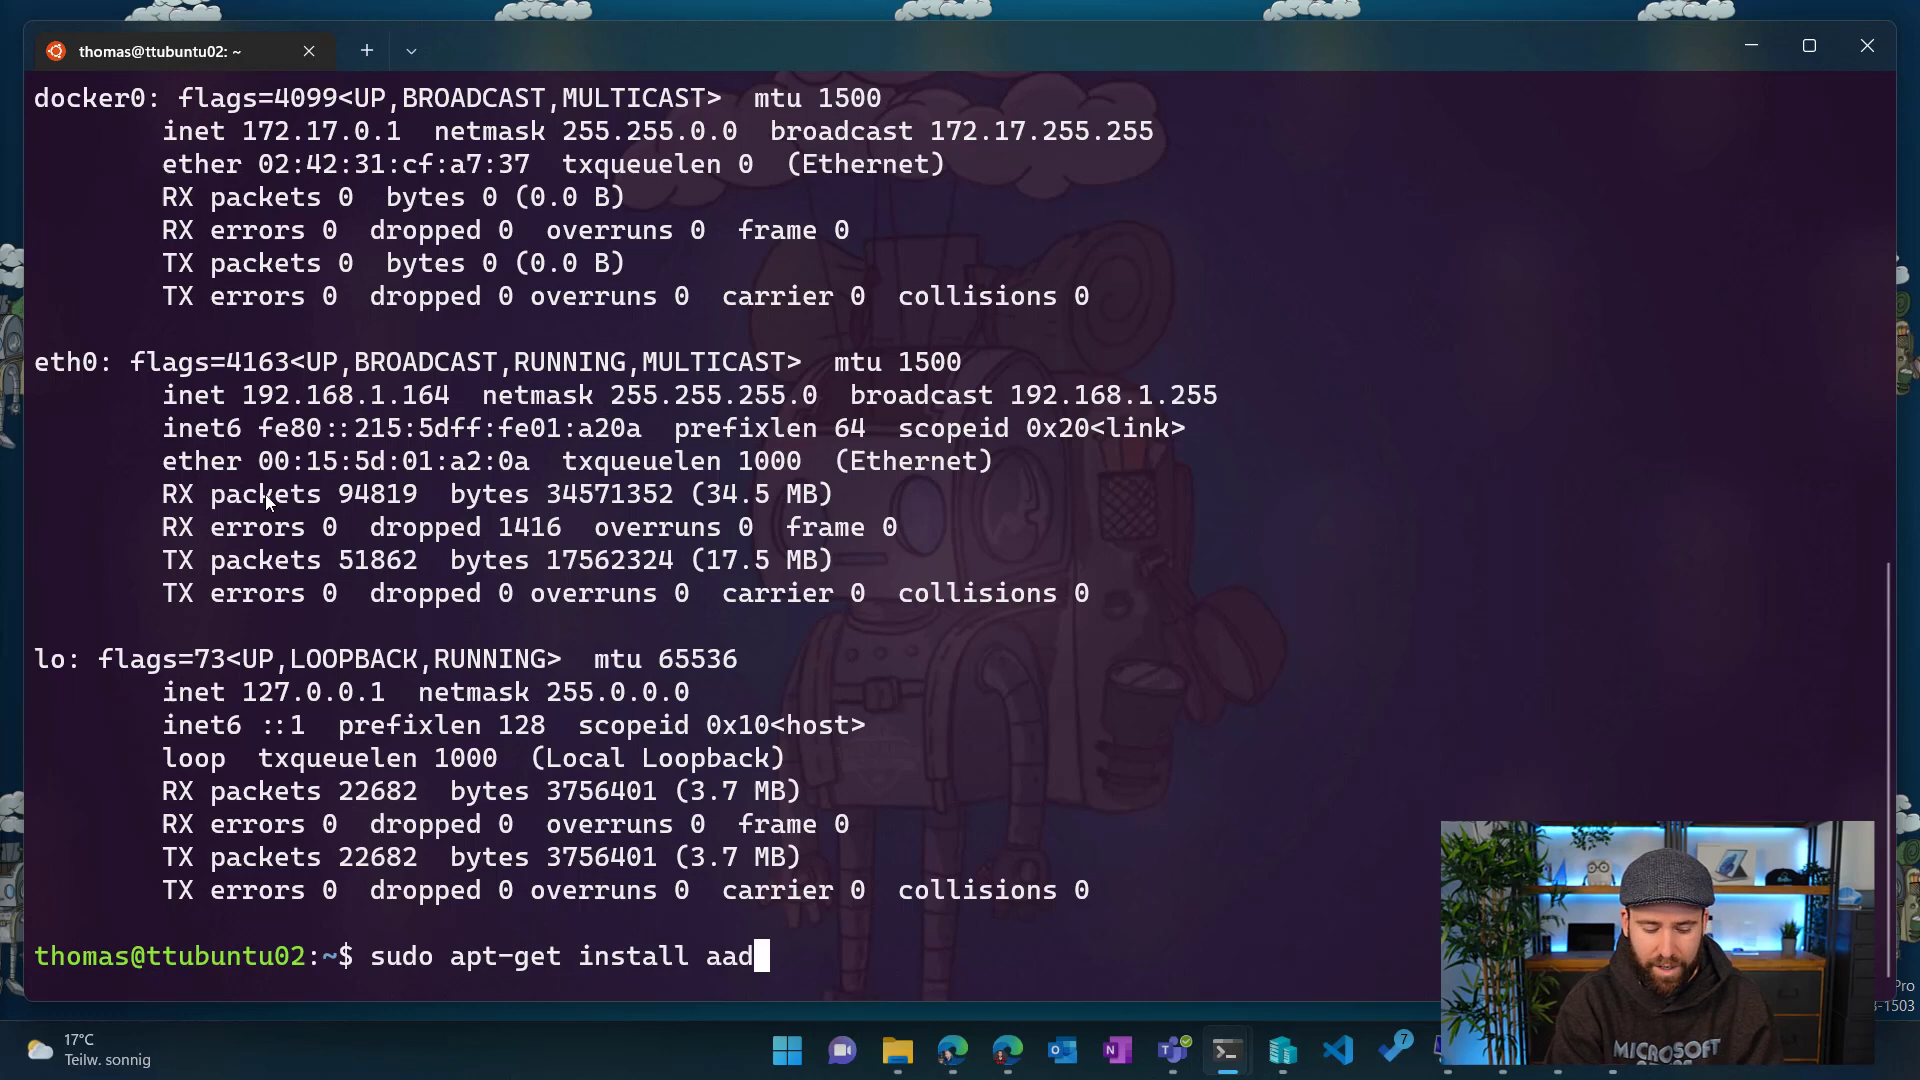 thomas@ttubuntu02: ~
docker0: flags=4099<UP,BROADCAST,MULTICAST>  mtu 1500
inet 172.17.0.1  netmask 255.255.0.0  broadcast 172.17.255.255
ether 02:42:31:cf:a7:37  txqueuelen 0  (Ethernet)
RX packets 0  bytes 0 (0.0 B)
RX errors 0  dropped 0  overruns 0  frame 0
TX packets 0  bytes 0 (0.0 B)
TX errors 0  dropped 0 overruns 0  carrier 0  collisions 0
eth0: flags=4163<UP,BROADCAST,RUNNING,MULTICAST>  mtu 1500
inet 192.168.1.164  netmask 255.255.255.0  broadcast 192.168.1.255
inet6 fe80::215:5dff:fe01:a20a  prefixlen 64  scopeid 0x20<link>
ether 00:15:5d:01:a2:0a  txqueuelen 1000  (Ethernet)
RX packets 94819  bytes 34571352 (34.5 MB)
RX errors 0  dropped 1416  overruns 0  frame 0
TX packets 51862  bytes 17562324 (17.5 MB)
TX errors 0  dropped 0 overruns 0  carrier 0  collisions 0
lo: flags=73<UP,LOOPBACK,RUNNING>  mtu 65536
inet 127.0.0.1  netmask 255.0.0.0
inet6 ::1  prefixlen 128  scopeid 0x10<host>
loop  txqueuelen 1000  (Local Loopback)
RX packets 22682  bytes 3756401 (3.7 MB)
RX errors 0  dropped 0  overruns 0  frame 0
TX packets 22682  bytes 3756401 (3.7 MB)
TX errors 0  dropped 0 overruns 0  carrier 0  collisions 0
thomas@ttubuntu02:~$ sudo apt-get install aad
Pro
-1503
MICROSOFT
17°C
Teilw. sonnig
7